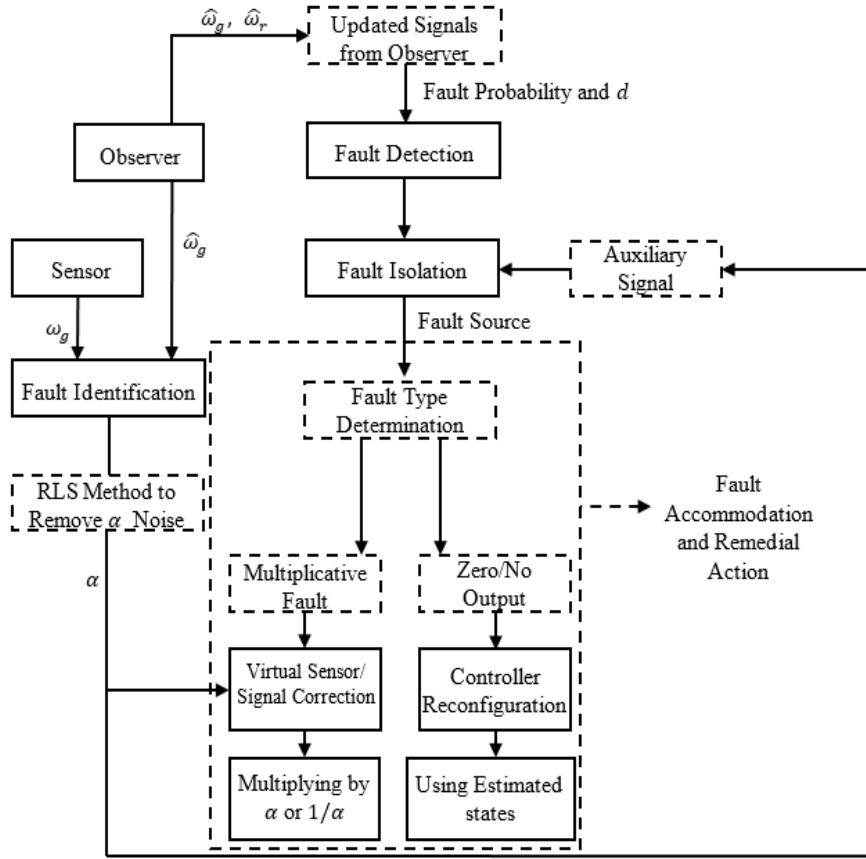 ω̂g, ω̂r
Updated Signals
from Observer
Fault Probability and d
Observer
Fault Detection
ω̂g
Sensor
Fault Isolation
Auxiliary
Signal
ωg
Fault Source
Fault Identification
Fault Type
Determination
RLS Method to
Remove α Noise
Fault
Accommodation
and Remedial
Action
α
Multiplicative
Fault
Zero/No
Output
Virtual Sensor/
Signal Correction
Controller
Reconfiguration
Multiplying by
α or 1/α
Using Estimated
states